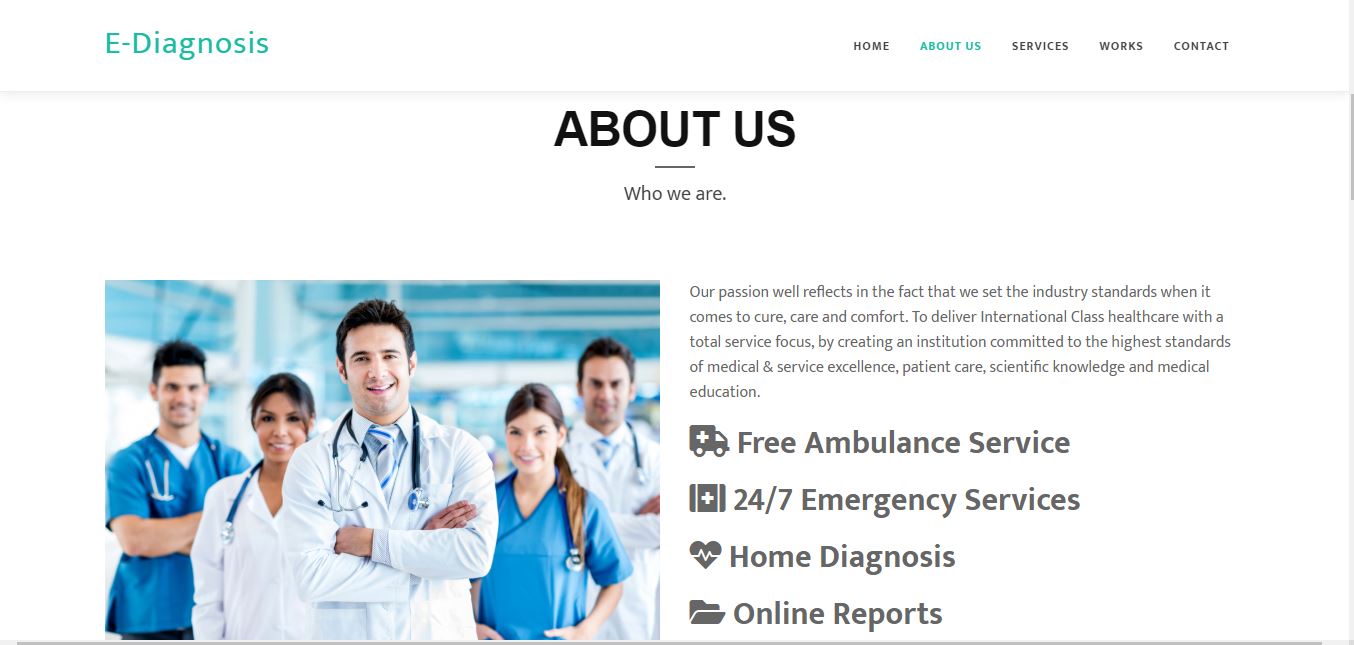 E-Diagnosis
HOME ABOUT US SERVICES WORKS CONTACT
ABOUT US
Who we are.
Our passion well reflects in the fact that we set the industry standards when it
comes to cure, care and comfort. To deliver International Class healthcare with a
total service focus, by creating an institution committed to the highest standards
of medical & service excellence, patient care, scientific knowledge and medical
education.
Free Ambulance Service
24/7 Emergency Services
Home Diagnosis
Online Reports